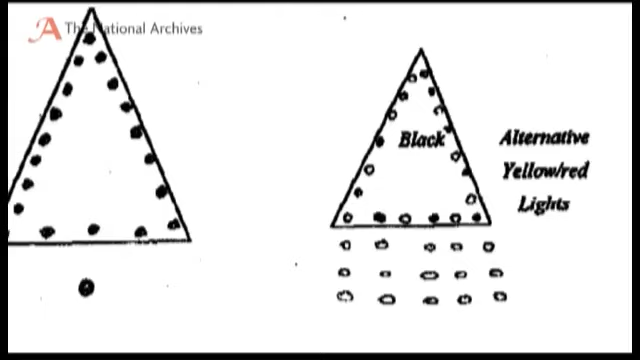 The National Archives
Black
Alternative
Yellow/red
Lights